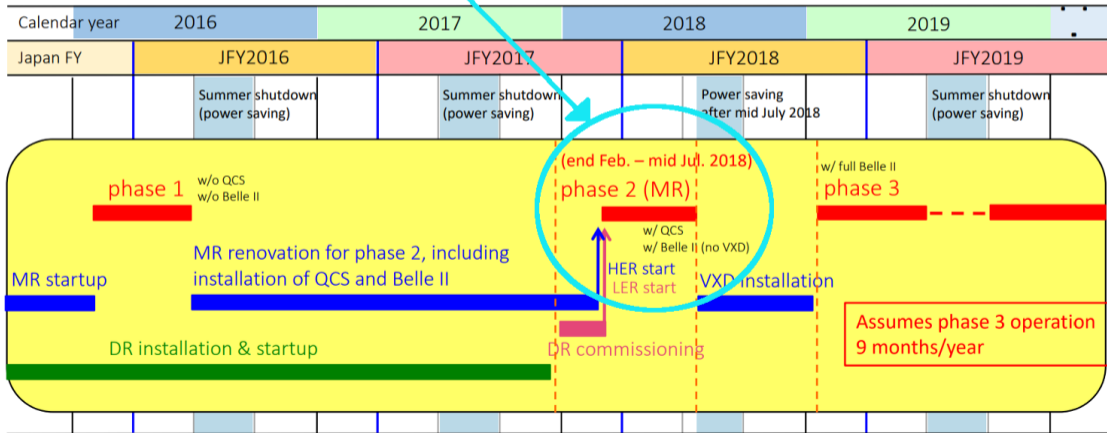 Calendar year 2016 2017 2018 2019
Japan FY JFY2016 JFY2017 JFY2018 JFY2019
Summer shutdown
(power saving)
Summer shutdown
(power saving)
Power saving
after mid July 2018
Summer shutdown
(power saving)
(end Feb. – mid Jul. 2018)
phase 1
w/o QCS
w/o Belle II
phase 2 (MR)
w/ full Belle II
phase 3
w/ QCS
w/ Belle II (no VXD)
MR renovation for phase 2, including
installation of QCS and Belle II
HER start
LER start
MR startup
VXD installation
DR installation & startup
DR commissioning
Assumes phase 3 operation
9 months/year